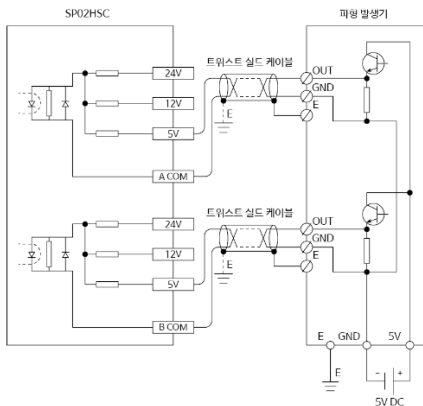 SP02HSC
파형 발생기
24V
12V
5V
A COM
트위스트 실드 케이블
E
OUT
GND
E
24V
12V
5V
B COM
트위스트 실드 케이블
E
OUT
GND
E
E GND 5V
E
- +
5V DC